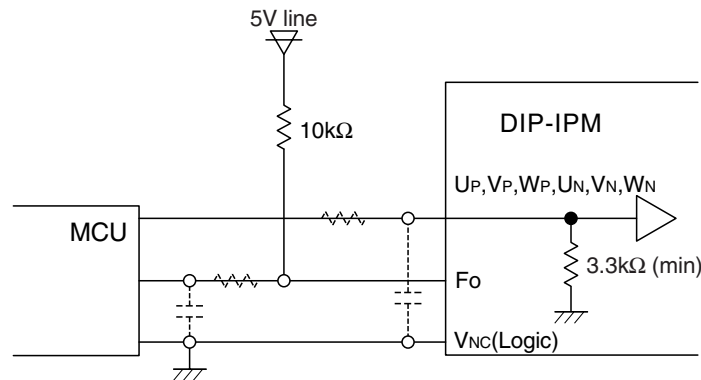 5V line
10kΩ
DIP-IPM
UP,VP,WP,UN,VN,WN
MCU
3.3kΩ (min)
Fo
VNC(Logic)